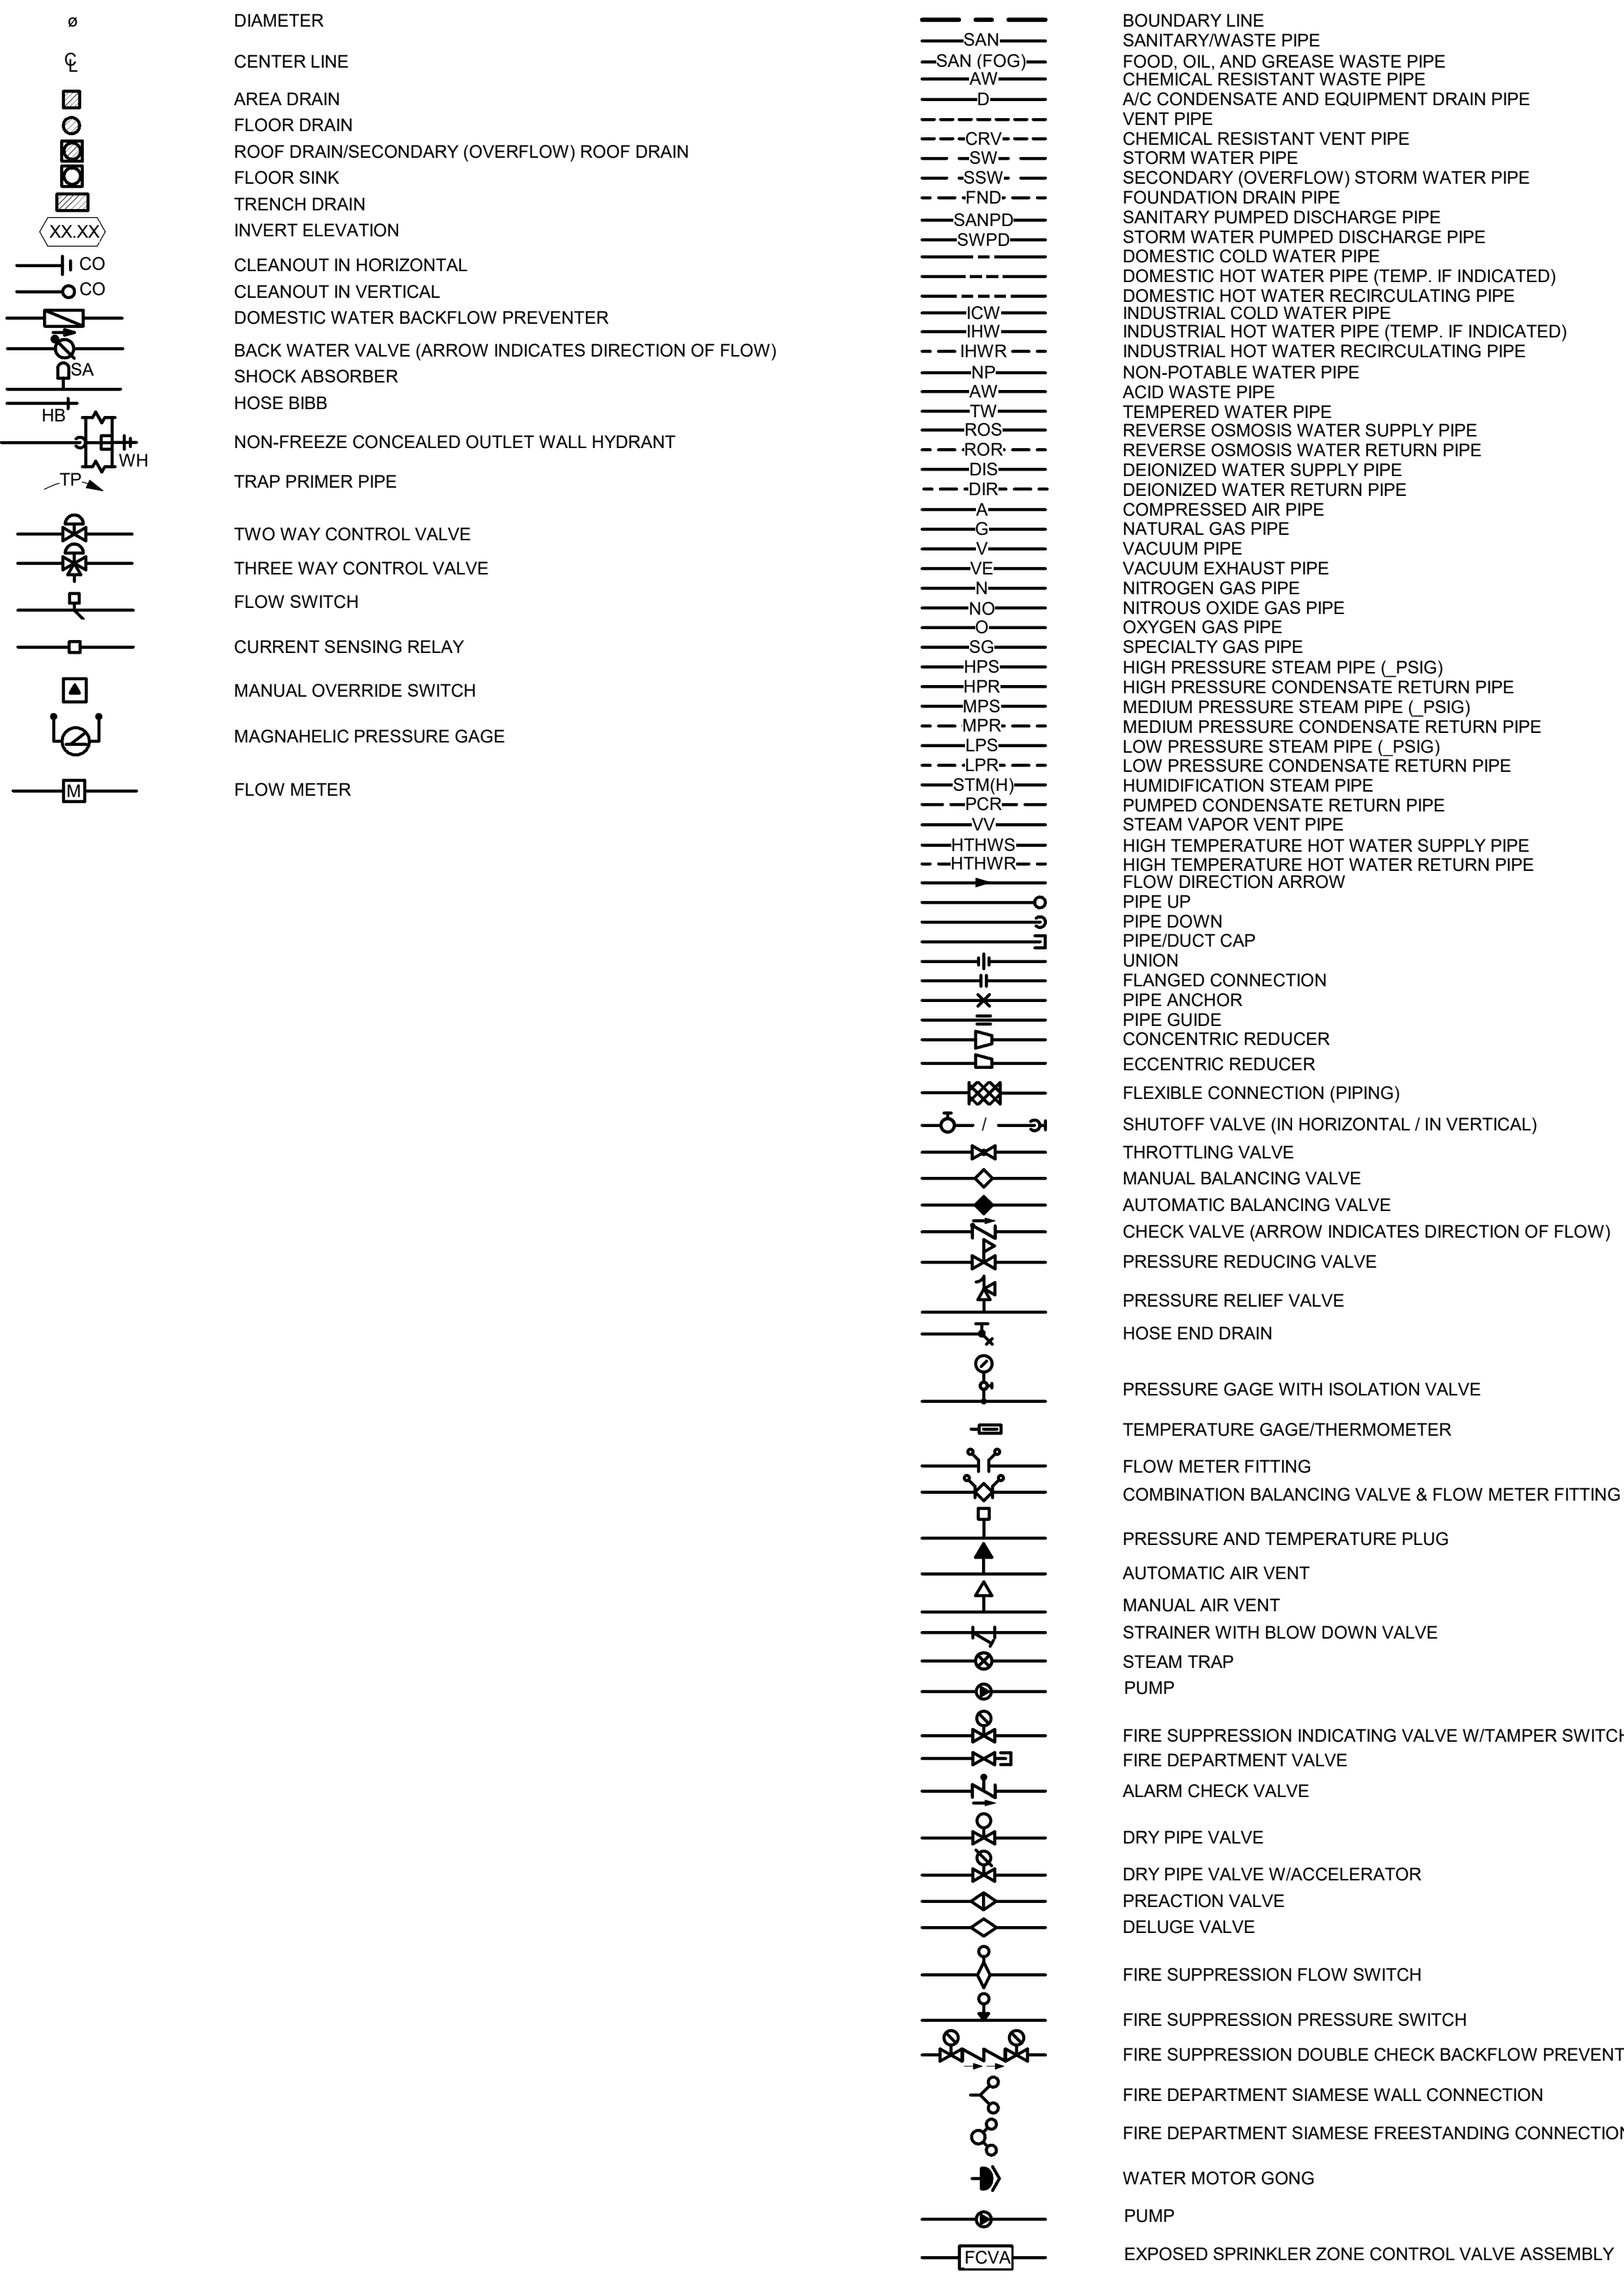 ø DIAMETER
℄ CENTER LINE
AREA DRAIN
FLOOR DRAIN
ROOF DRAIN/SECONDARY (OVERFLOW) ROOF DRAIN
FLOOR SINK
TRENCH DRAIN
XX.XX INVERT ELEVATION
CO CLEANOUT IN HORIZONTAL
CO CLEANOUT IN VERTICAL
DOMESTIC WATER BACKFLOW PREVENTER
BACK WATER VALVE (ARROW INDICATES DIRECTION OF FLOW)
SA SHOCK ABSORBER
HB HOSE BIBB
WH NON-FREEZE CONCEALED OUTLET WALL HYDRANT
TP TRAP PRIMER PIPE
TWO WAY CONTROL VALVE
THREE WAY CONTROL VALVE
FLOW SWITCH
CURRENT SENSING RELAY
MANUAL OVERRIDE SWITCH
MAGNAHELIC PRESSURE GAGE
M FLOW METER
BOUNDARY LINE
SAN SANITARY/WASTE PIPE
SAN (FOG) FOOD, OIL, AND GREASE WASTE PIPE
AW CHEMICAL RESISTANT WASTE PIPE
D A/C CONDENSATE AND EQUIPMENT DRAIN PIPE
VENT PIPE
CRV CHEMICAL RESISTANT VENT PIPE
SW STORM WATER PIPE
SSW SECONDARY (OVERFLOW) STORM WATER PIPE
FND FOUNDATION DRAIN PIPE
SANPD SANITARY PUMPED DISCHARGE PIPE
SWPD STORM WATER PUMPED DISCHARGE PIPE
DOMESTIC COLD WATER PIPE
DOMESTIC HOT WATER PIPE (TEMP. IF INDICATED)
DOMESTIC HOT WATER RECIRCULATING PIPE
ICW INDUSTRIAL COLD WATER PIPE
IHW INDUSTRIAL HOT WATER PIPE (TEMP. IF INDICATED)
IHWR INDUSTRIAL HOT WATER RECIRCULATING PIPE
NP NON-POTABLE WATER PIPE
AW ACID WASTE PIPE
TW TEMPERED WATER PIPE
ROS REVERSE OSMOSIS WATER SUPPLY PIPE
ROR REVERSE OSMOSIS WATER RETURN PIPE
DIS DEIONIZED WATER SUPPLY PIPE
DIR DEIONIZED WATER RETURN PIPE
A COMPRESSED AIR PIPE
G NATURAL GAS PIPE
V VACUUM PIPE
VE VACUUM EXHAUST PIPE
N NITROGEN GAS PIPE
NO NITROUS OXIDE GAS PIPE
O OXYGEN GAS PIPE
SG SPECIALTY GAS PIPE
HPS HIGH PRESSURE STEAM PIPE (_PSIG)
HPR HIGH PRESSURE CONDENSATE RETURN PIPE
MPS MEDIUM PRESSURE STEAM PIPE (_PSIG)
MPR MEDIUM PRESSURE CONDENSATE RETURN PIPE
LPS LOW PRESSURE STEAM PIPE (_PSIG)
LPR LOW PRESSURE CONDENSATE RETURN PIPE
STM(H) HUMIDIFICATION STEAM PIPE
PCR PUMPED CONDENSATE RETURN PIPE
VV STEAM VAPOR VENT PIPE
HTHWS HIGH TEMPERATURE HOT WATER SUPPLY PIPE
HTHWR HIGH TEMPERATURE HOT WATER RETURN PIPE
FLOW DIRECTION ARROW
PIPE UP
PIPE DOWN
PIPE/DUCT CAP
UNION
FLANGED CONNECTION
PIPE ANCHOR
PIPE GUIDE
CONCENTRIC REDUCER
ECCENTRIC REDUCER
FLEXIBLE CONNECTION (PIPING)
/ SHUTOFF VALVE (IN HORIZONTAL / IN VERTICAL)
THROTTLING VALVE
MANUAL BALANCING VALVE
AUTOMATIC BALANCING VALVE
CHECK VALVE (ARROW INDICATES DIRECTION OF FLOW)
PRESSURE REDUCING VALVE
PRESSURE RELIEF VALVE
HOSE END DRAIN
PRESSURE GAGE WITH ISOLATION VALVE
TEMPERATURE GAGE/THERMOMETER
FLOW METER FITTING
COMBINATION BALANCING VALVE & FLOW METER FITTING
PRESSURE AND TEMPERATURE PLUG
AUTOMATIC AIR VENT
MANUAL AIR VENT
STRAINER WITH BLOW DOWN VALVE
STEAM TRAP
PUMP
FIRE SUPPRESSION INDICATING VALVE W/TAMPER SWITCH
FIRE DEPARTMENT VALVE
ALARM CHECK VALVE
DRY PIPE VALVE
DRY PIPE VALVE W/ACCELERATOR
PREACTION VALVE
DELUGE VALVE
FIRE SUPPRESSION FLOW SWITCH
FIRE SUPPRESSION PRESSURE SWITCH
FIRE SUPPRESSION DOUBLE CHECK BACKFLOW PREVENT
FIRE DEPARTMENT SIAMESE WALL CONNECTION
FIRE DEPARTMENT SIAMESE FREESTANDING CONNECTION
WATER MOTOR GONG
PUMP
FCVA EXPOSED SPRINKLER ZONE CONTROL VALVE ASSEMBLY